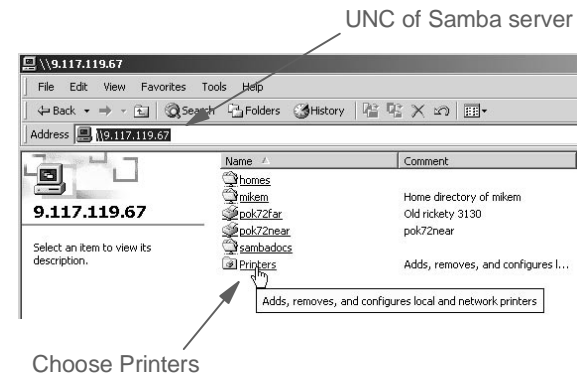 UNC of Samba server
\\9.117.119.67
File Edit View Favorites Tools Help
Back Search Folders History
Address \\9.117.119.67
Name Comment
homes
mikem Home directory of mikem
9.117.119.67
pok72far Old rickety 3130
pok72near pok72near
Select an item to view its
description.
sambadocs
Printers Adds, removes, and configures l...
Adds, removes, and configures local and network printers
Choose Printers